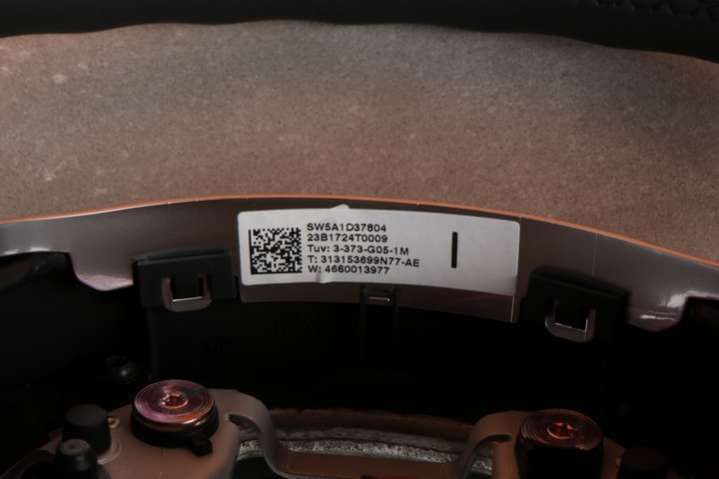 SW5A1D37804
23B1724T0009
Tuv: 3-373-G05-1M
T: 313153699N77-AE
W: 4660013977